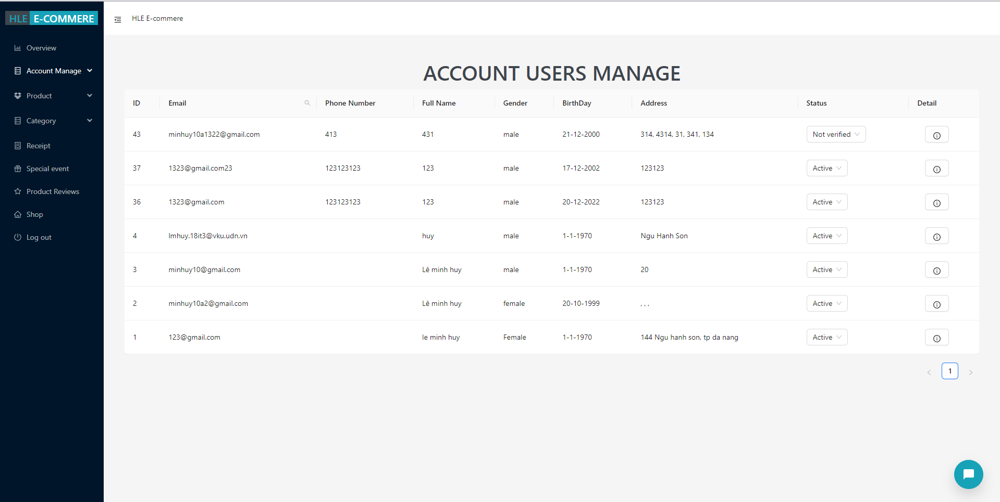 HLE E-COMMERE
HLE E-commere
Overview
Account Manage
Product
Category
Receipt
Special event
Product Reviews
Shop
Log out
ACCOUNT USERS MANAGE
ID Email Phone Number Full Name Gender BirthDay Address Status Detail
43 minhuy10a1322@gmail.com 413 431 male 21-12-2000 314, 4314, 31, 341, 134 Not verified
37 1323@gmail.com23 123123123 123 male 17-12-2002 123123 Active
36 1323@gmail.com 123123123 123 male 20-12-2022 123123 Active
4 lmhuy.18it3@vku.udn.vn huy male 1-1-1970 Ngu Hanh Son Active
3 minhuy10@gmail.com Lê minh huy male 1-1-1970 20 Active
2 minhuy10a2@gmail.com Lê minh huy female 20-10-1999 , , , Active
1 123@gmail.com le minh huy Female 1-1-1970 144 Ngu hanh son, tp da nang Active
< 1 >